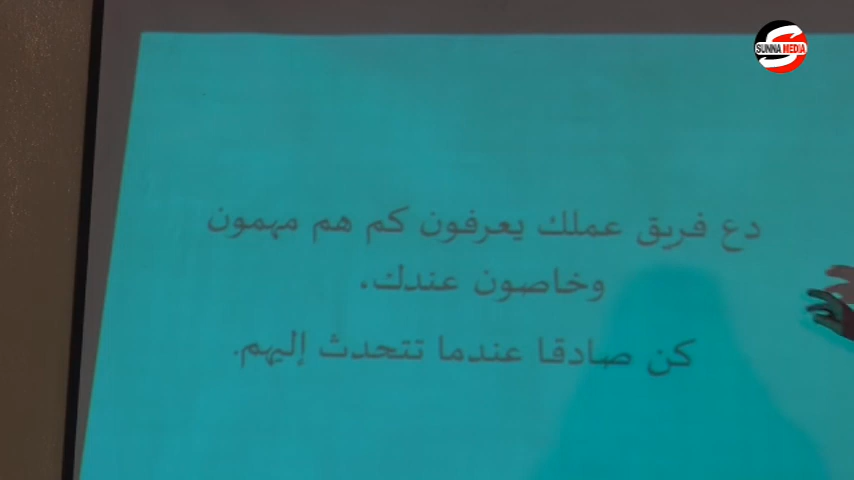 SUNNA MEDIA
دع فريق عملك يعرفون كم هم مهمون
وخاصون عندك،
كن صادقا عندما تتحدث إليهم.